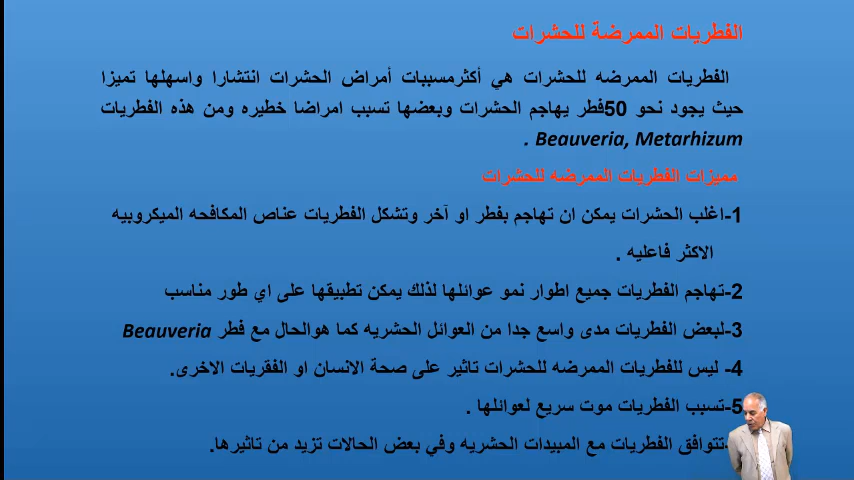 الفطريات الممرضة للحشرات
الفطريات الممرضه للحشرات هي أكثرمسببات أمراض الحشرات انتشارا واسهلها تميزا
حيث يجود نحو 50فطر يهاجم الحشرات وبعضها تسبب امراضا خطيره ومن هذه الفطريات
Beauveria, Metarhizum .
مميزات الفطريات الممرضه للحشرات
1-اغلب الحشرات يمكن ان تهاجم بفطر او آخر وتشكل الفطريات عناص المكافحه الميكروبيه
الاكثر فاعليه .
2-تهاجم الفطريات جميع اطوار نمو عوائلها لذلك يمكن تطبيقها على اي طور مناسب
3-لبعض الفطريات مدى واسع جدا من العوائل الحشريه كما هوالحال مع فطر Beauveria
4- ليس للفطريات الممرضه للحشرات تاثير على صحة الانسان او الفقريات الاخرى.
5-تسبب الفطريات موت سريع لعوائلها .
-تتوافق الفطريات مع المبيدات الحشريه وفي بعض الحالات تزيد من تاثيرها.